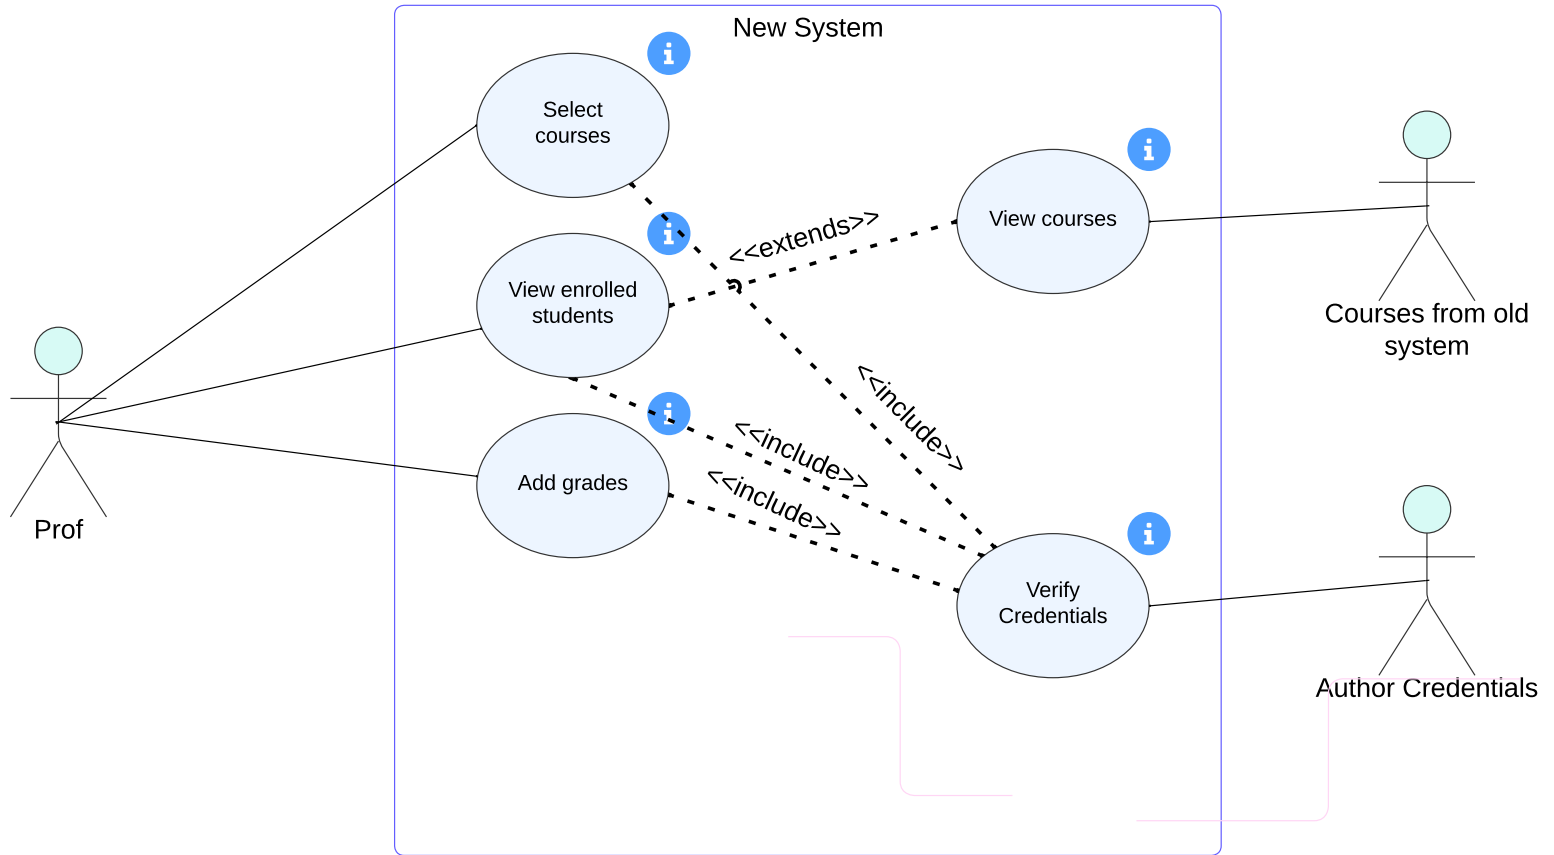 New System
Select
courses
View enrolled
students
Add grades
Prof
<<extends>>
<<include>>
<<include>>
<<include>>
View courses
Verify
Credentials
Courses from old
system
Author Credentials